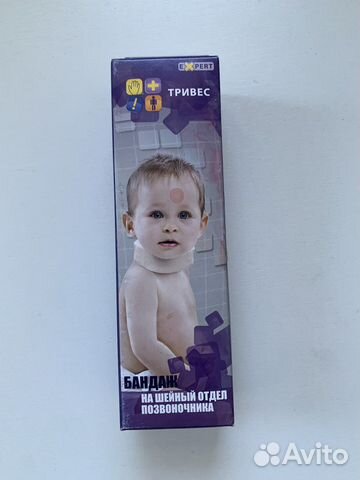 EXPERT
ТРИВЕС
БАНДАЖ
НА ШЕЙНЫЙ ОТДЕЛ
ПОЗВОНОЧНИКА
Avito